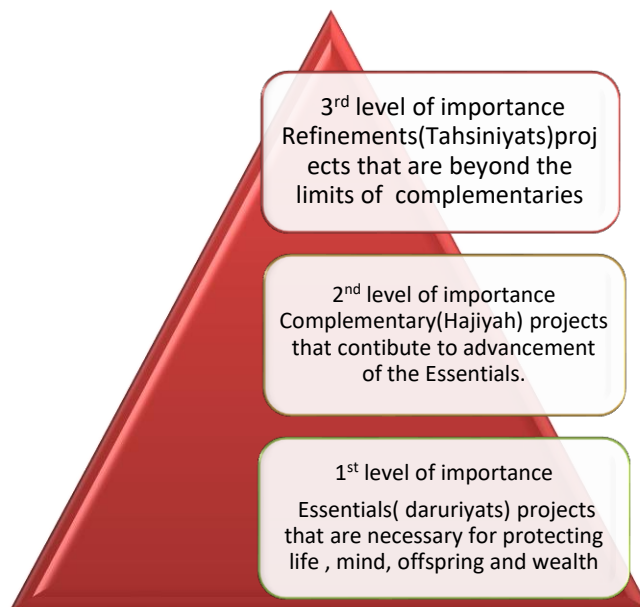 3rd level of importance
Refinements(Tahsiniyats)proj
ects that are beyond the
limits of complementaries
2nd level of importance
Complementary(Hajiyah) projects
that contibute to advancement
of the Essentials.
1st level of importance
Essentials( daruriyats) projects
that are necessary for protecting
life , mind, offspring and wealth